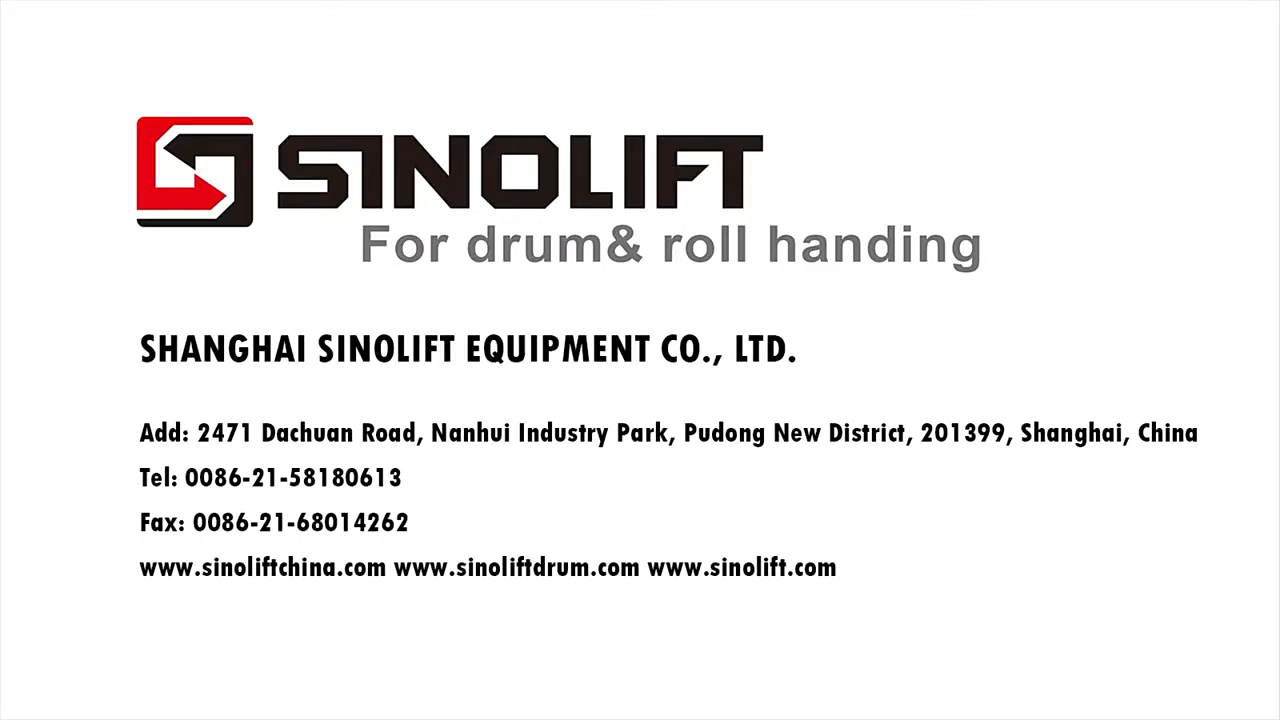 SINOLIFT
For drum& roll handing
SHANGHAI SINOLIFT EQUIPMENT CO., LTD.
Add: 2471 Dachuan Road, Nanhui Industry Park, Pudong New District, 201399, Shanghai, China
Tel: 0086-21-58180613
Fax: 0086-21-68014262
www.sinoliftchina.com www.sinoliftdrum.com www.sinolift.com